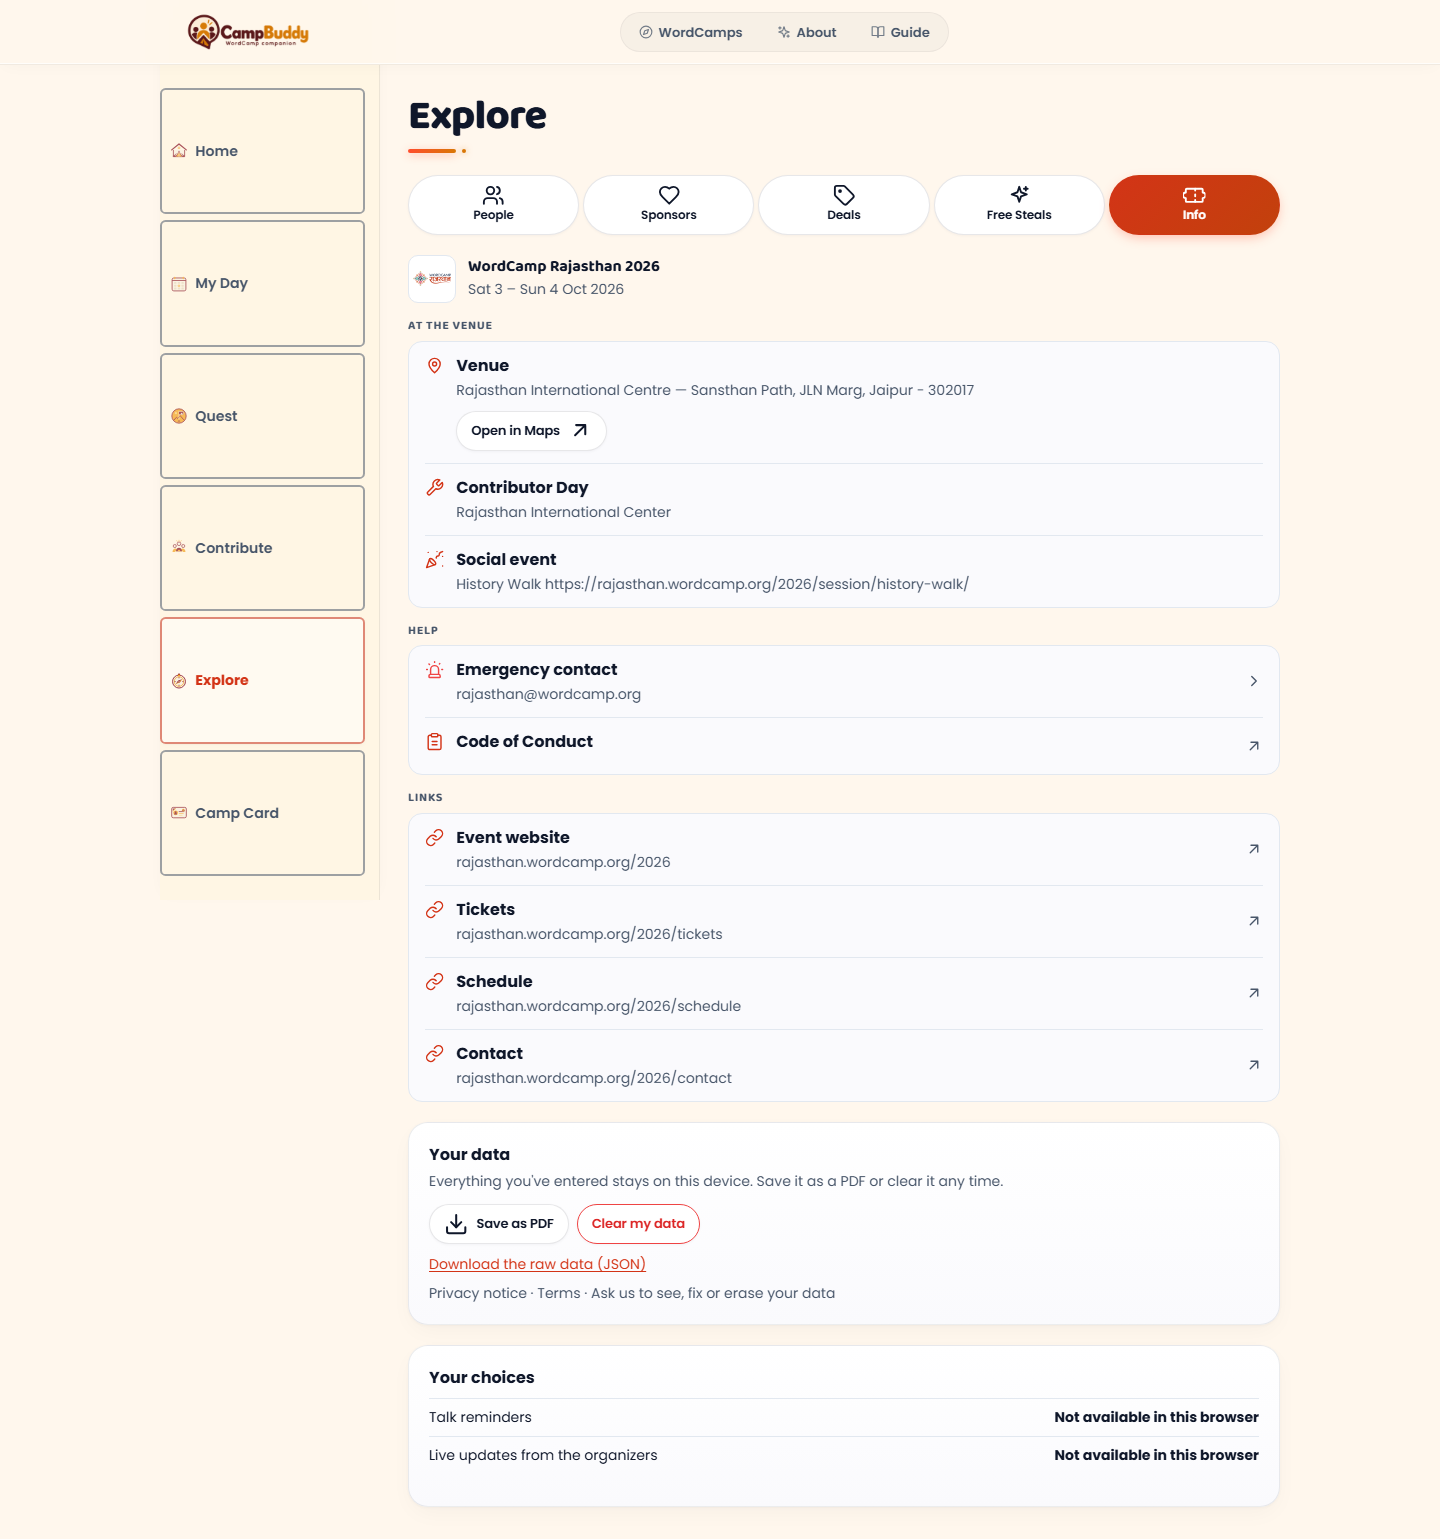 CampBuddy
WordCamp companion
WordCamps
About
Guide
Home
My Day
Quest
Contribute
Explore
Camp Card
Explore
People
Sponsors
Deals
Free Steals
Info
WORDCAMP
राजस्थान
WordCamp Rajasthan 2026
Sat 3 – Sun 4 Oct 2026
AT THE VENUE
Venue
Rajasthan International Centre — Sansthan Path, JLN Marg, Jaipur - 302017
Open in Maps
Contributor Day
Rajasthan International Center
Social event
History Walk https://rajasthan.wordcamp.org/2026/session/history-walk/
HELP
Emergency contact
rajasthan@wordcamp.org
Code of Conduct
LINKS
Event website
rajasthan.wordcamp.org/2026
Tickets
rajasthan.wordcamp.org/2026/tickets
Schedule
rajasthan.wordcamp.org/2026/schedule
Contact
rajasthan.wordcamp.org/2026/contact
Your data
Everything you've entered stays on this device. Save it as a PDF or clear it any time.
Save as PDF
Clear my data
Download the raw data (JSON)
Privacy notice · Terms · Ask us to see, fix or erase your data
Your choices
Talk reminders
Not available in this browser
Live updates from the organizers
Not available in this browser